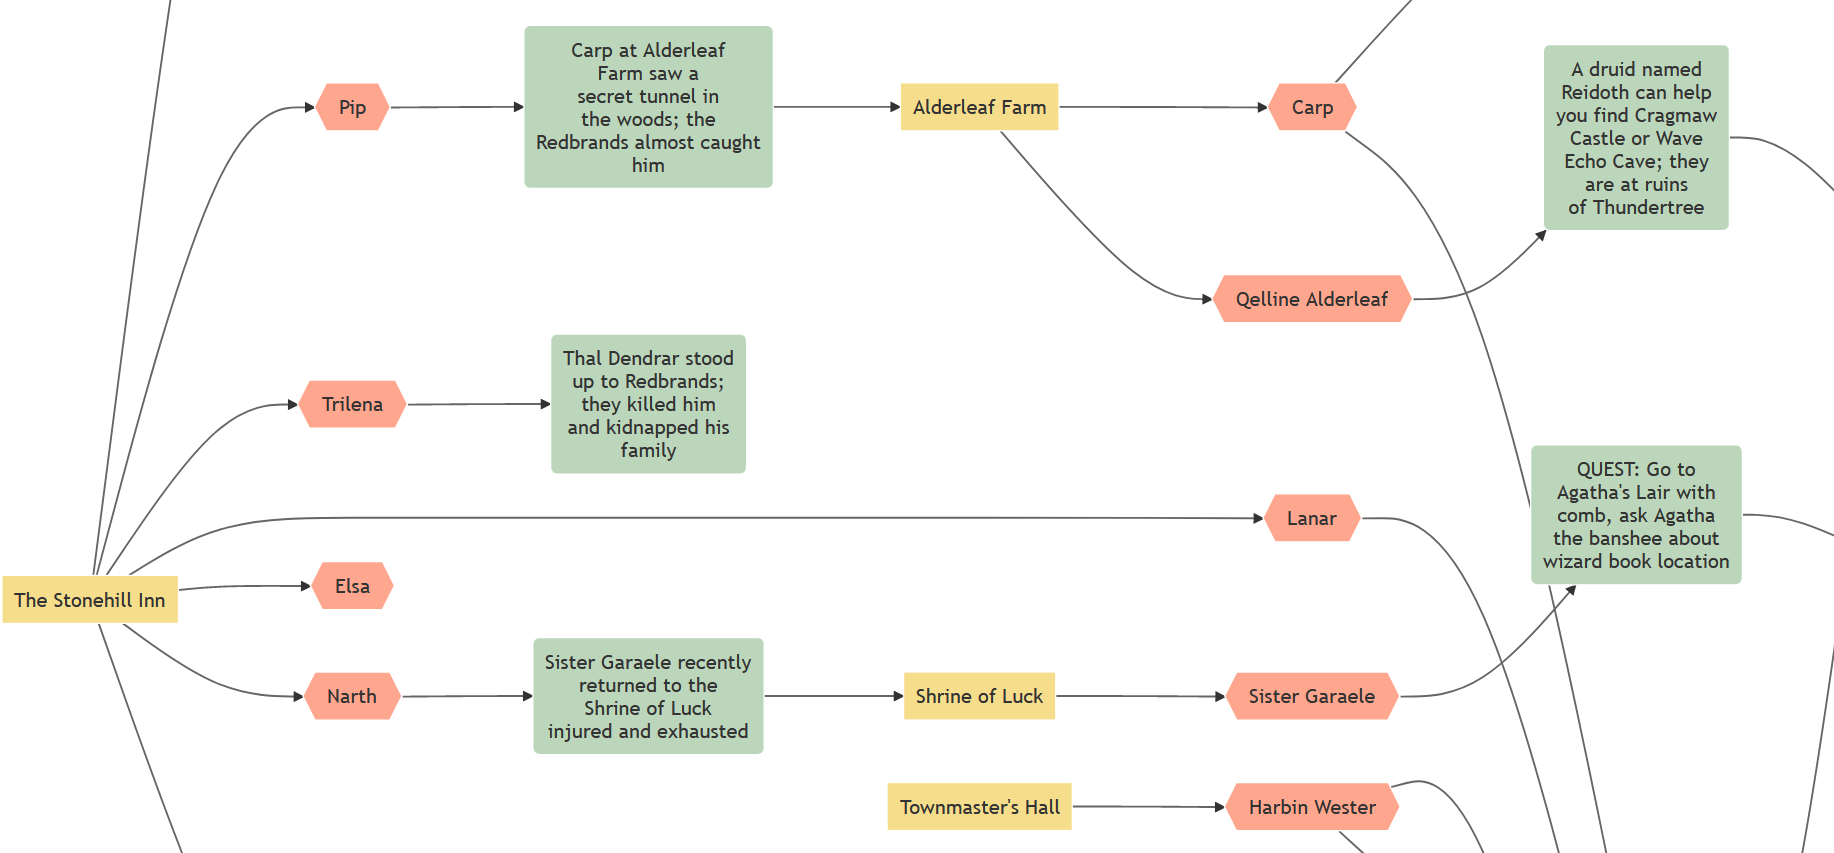 Pip
Carp at Alderleaf
Farm saw a
secret tunnel in
the woods; the
Redbrands almost caught
him
Alderleaf Farm
Carp
A druid named
Reidoth can help
you find Cragmaw
Castle or Wave
Echo Cave; they
are at ruins
of Thundertree
Qelline Alderleaf
Trilena
Thal Dendrar stood
up to Redbrands;
they killed him
and kidnapped his
family
Lanar
QUEST: Go to
Agatha's Lair with
comb, ask Agatha
the banshee about
wizard book location
The Stonehill Inn
Elsa
Narth
Sister Garaele recently
returned to the
Shrine of Luck
injured and exhausted
Shrine of Luck
Sister Garaele
Townmaster's Hall
Harbin Wester